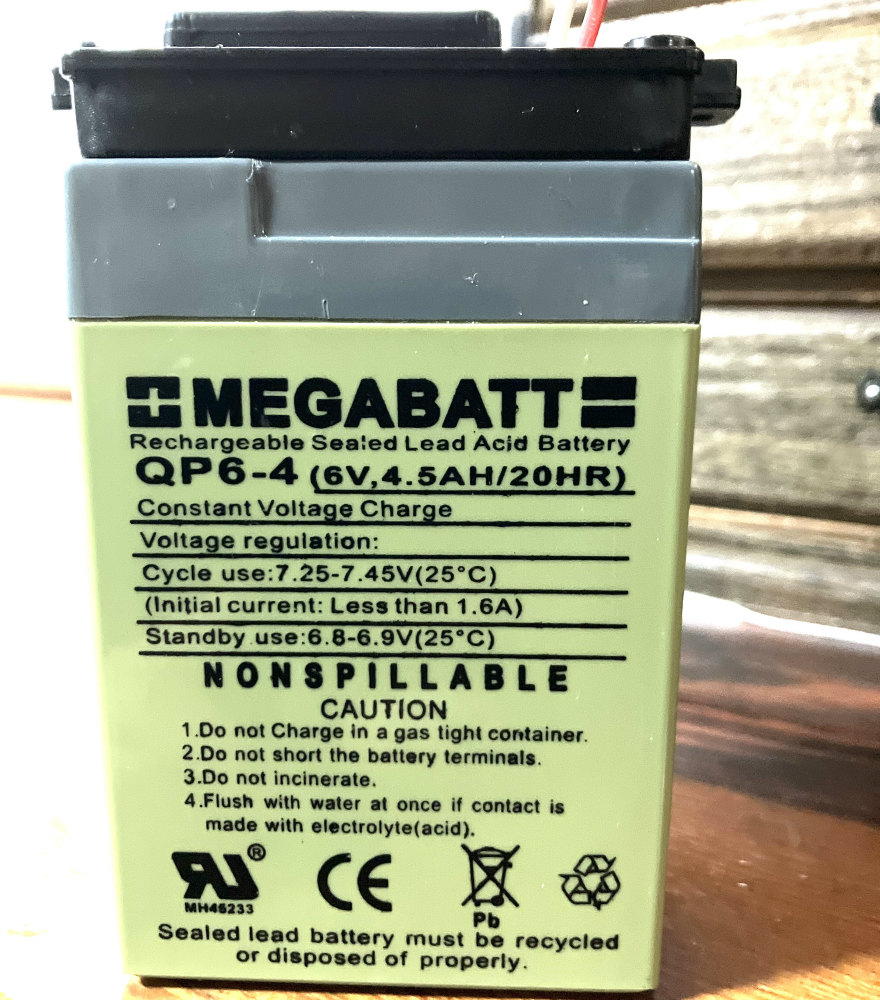 MEGABATT
Rechargeable Sealed Lead Acid Battery
QP6-4 (6V,4.5AH/20HR)
Constant Voltage Charge
Voltage regulation:
Cycle use:7.25-7.45V(25°C)
(Initial current: Less than 1.6A)
Standby use:6.8-6.9V(25°C)
NONSPILLABLE
CAUTION
1.Do not Charge in a gas tight container.
2.Do not short the battery terminals.
3.Do not incinerate.
4.Flush with water at once if contact is
made with electrolyte(acid).
RU® CE
MH46233 Pb
Sealed lead battery must be recycled
or disposed of properly.